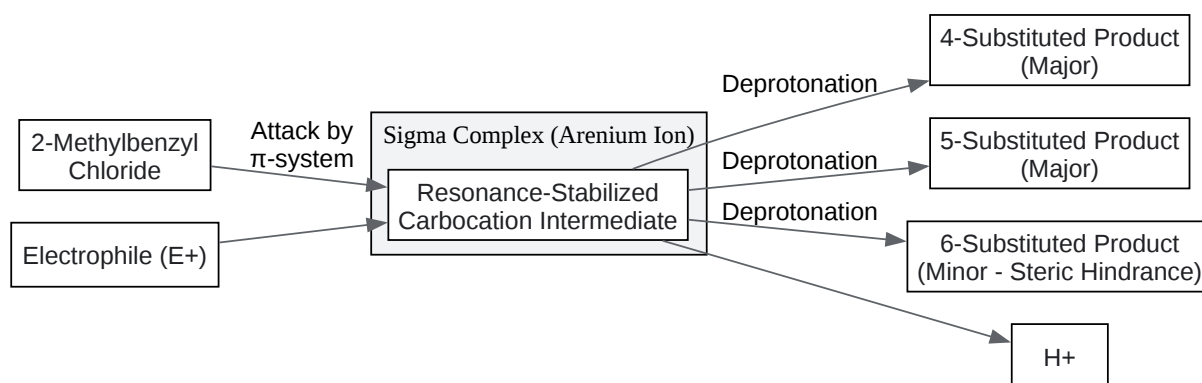 2-Methylbenzyl
Chloride
Electrophile (E+)
Attack by
π-system
Sigma Complex (Arenium Ion)
Resonance-Stabilized
Carbocation Intermediate
Deprotonation
Deprotonation
Deprotonation
4-Substituted Product
(Major)
5-Substituted Product
(Major)
6-Substituted Product
(Minor - Steric Hindrance)
H+